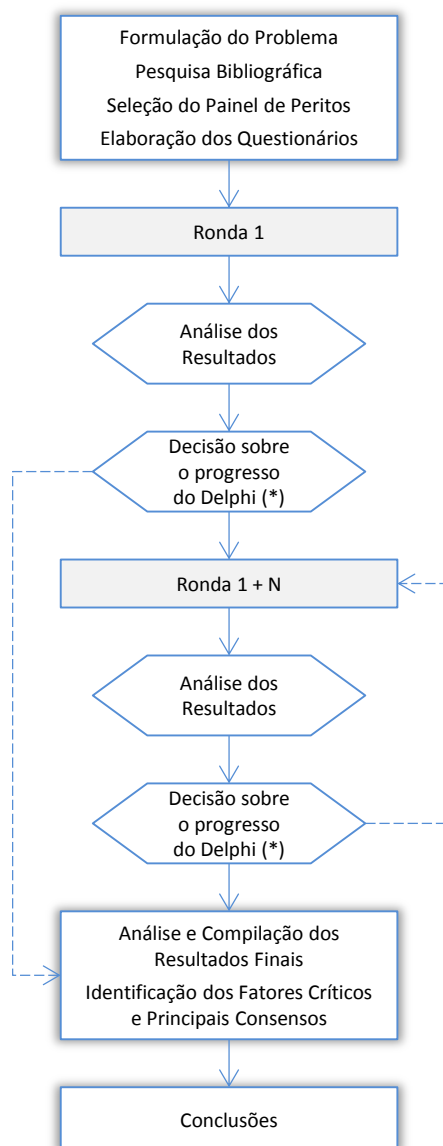 Formulação do Problema
Pesquisa Bibliográfica
Seleção do Painel de Peritos
Elaboração dos Questionários
Ronda 1
Análise dos
Resultados
Decisão sobre
o progresso
do Delphi (*)
Ronda 1 + N
Análise dos
Resultados
Decisão sobre
o progresso
do Delphi (*)
Análise e Compilação dos
Resultados Finais
Identificação dos Fatores Críticos
e Principais Consensos
Conclusões